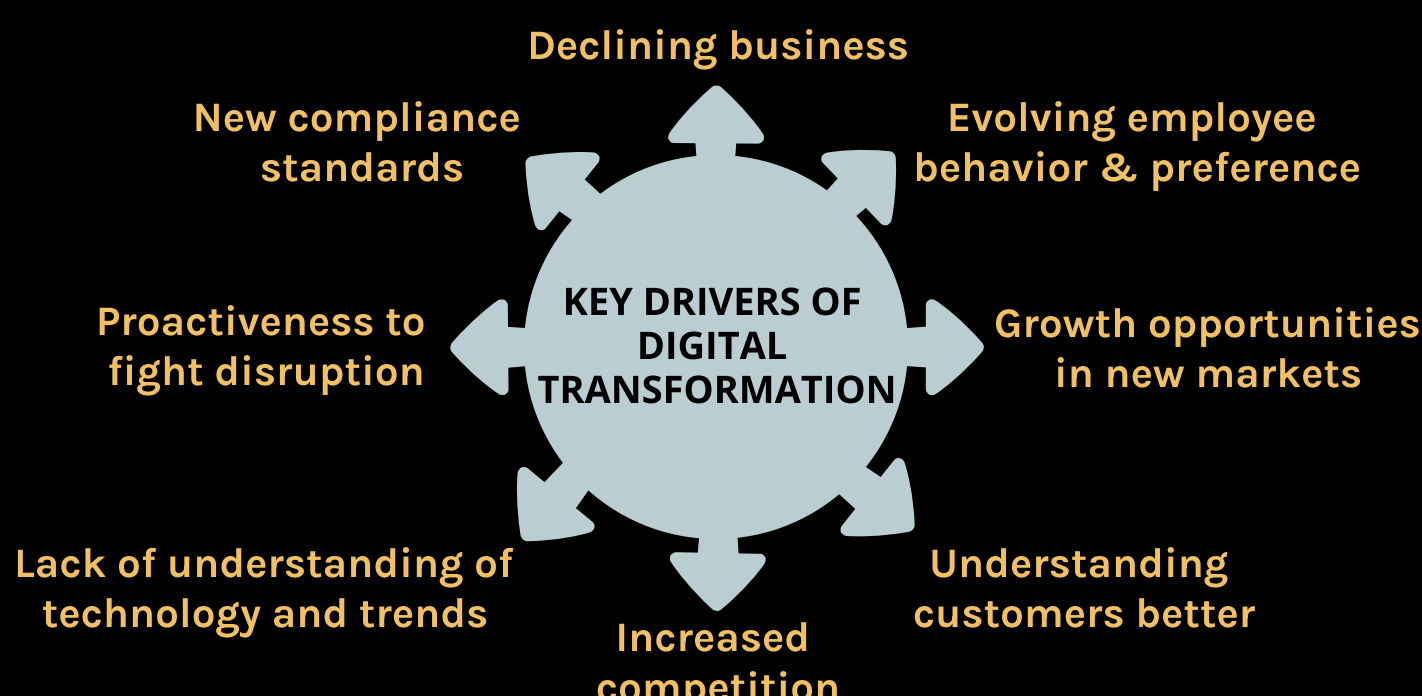 Declining business
New compliance
standards
Evolving employee
behavior & preference
Proactiveness to
fight disruption
KEY DRIVERS OF
DIGITAL
TRANSFORMATION
Growth opportunities
in new markets
Lack of understanding of
technology and trends
Understanding
customers better
Increased
competition